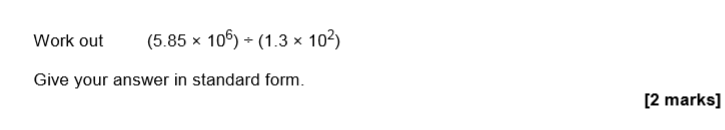 Work out (5.85 × 10⁶) ÷ (1.3 × 10²)
Give your answer in standard form.
[2 marks]